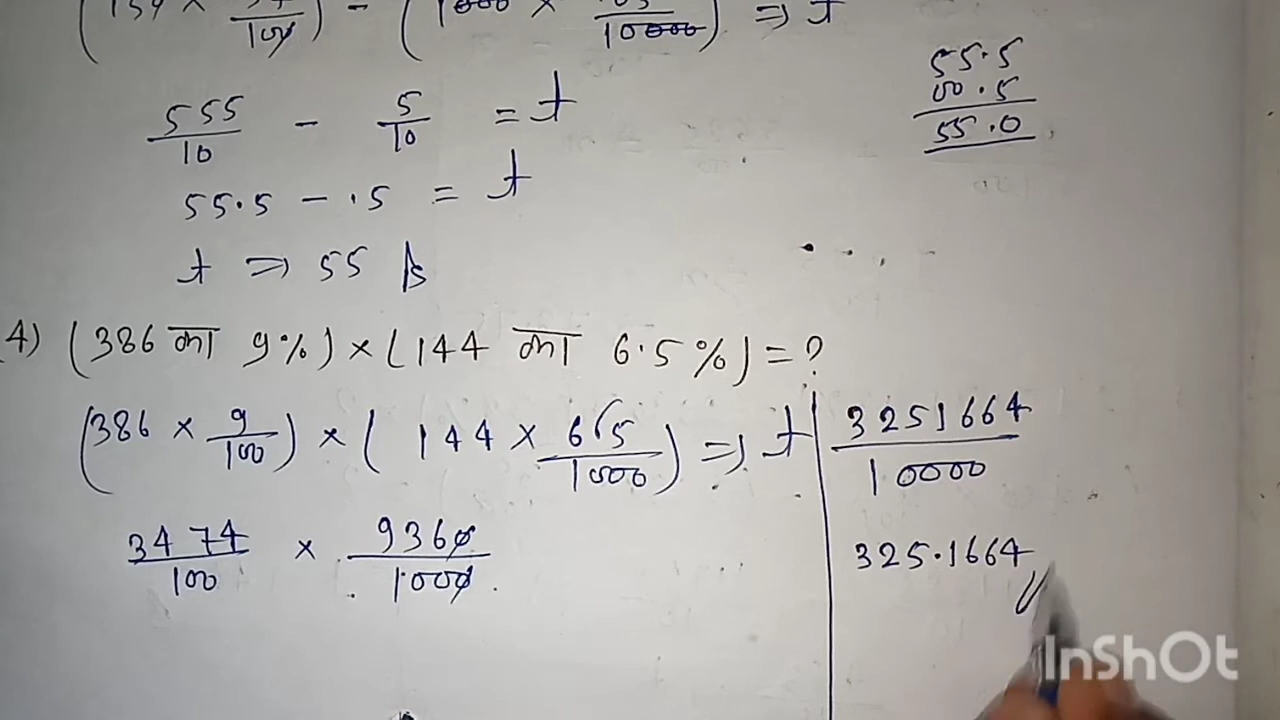 555/10 - 5/10 = t
55.5 - .5 = t
t => 55
55.5
00.5
55.0
4) (386 का 9%) × (144 का 6.5%) = ?
(386 × 9/100) × (144 × 65/1000) => t
3474/100 × 9360/1000
3251664/10000
325.1664
InShOt